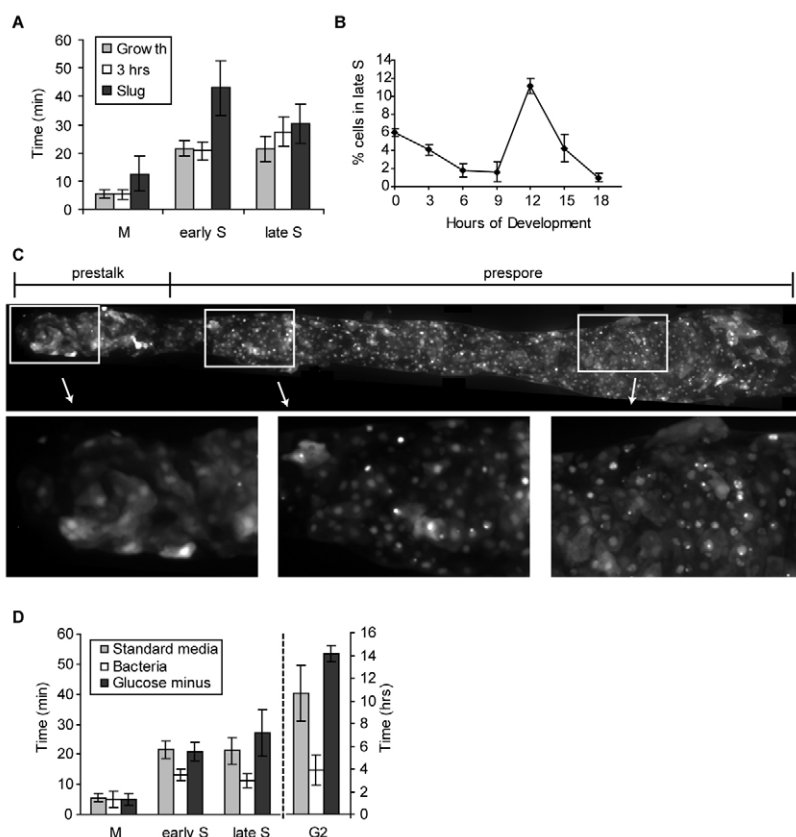 A
Time (min)
60
50
40
30
20
10
0
Growth
3 hrs
Slug
M early S late S
B
% cells in late S
14
12
10
8
6
4
2
0
0 3 6 9 12 15 18
Hours of Development
C
prestalk prespore
D
Time (min)
60
50
40
30
20
10
0
Standard media
Bacteria
Glucose minus
16
14
12
10
8
6
4
2
0
Time (hrs)
M early S late S G2